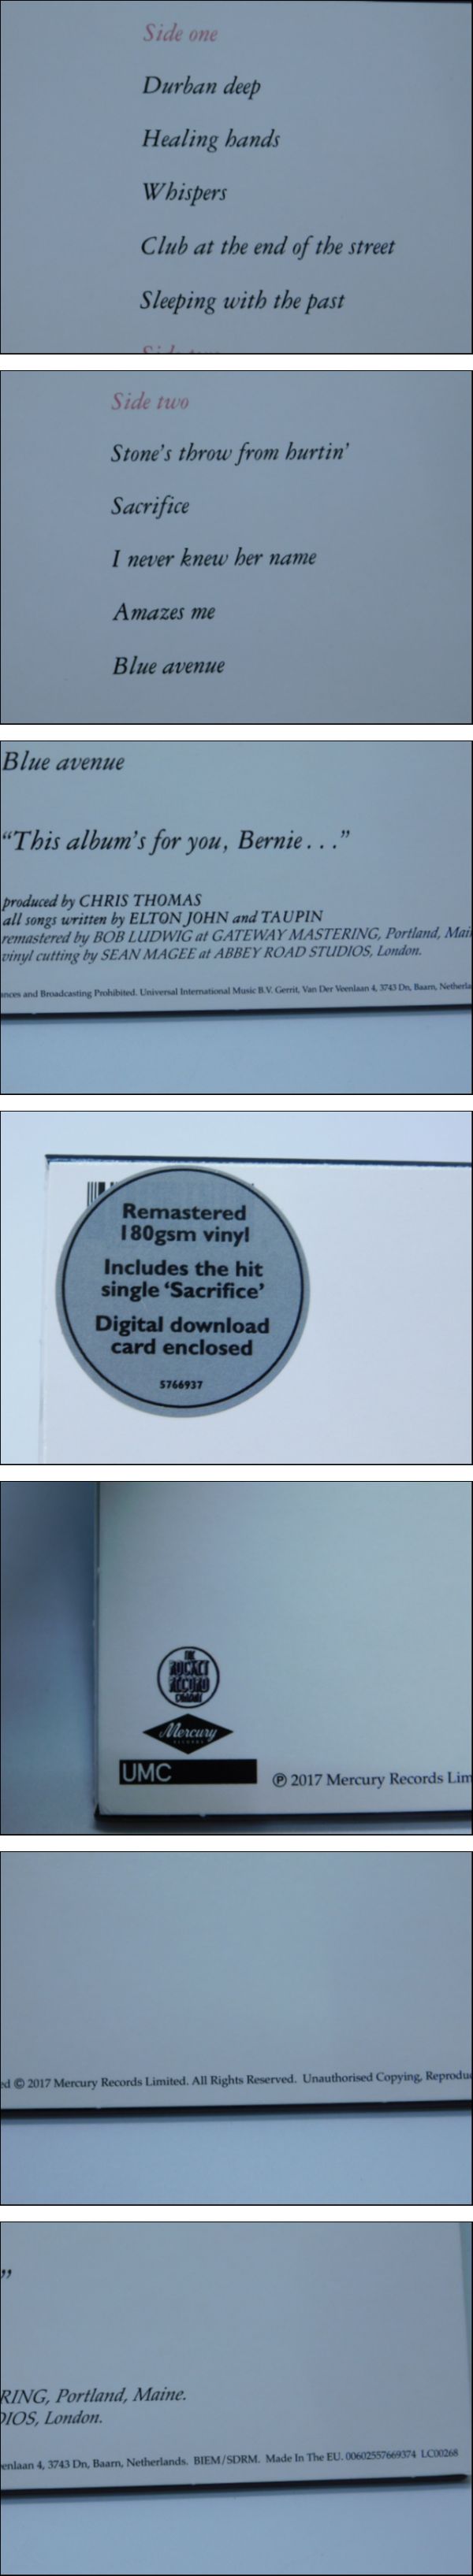 Side one
Durban deep
Healing hands
Whispers
Club at the end of the street
Sleeping with the past
Side two
Side two
Stone's throw from hurtin'
Sacrifice
I never knew her name
Amazes me
Blue avenue
Blue avenue
“This album's for you, Bernie . . .”
produced by CHRIS THOMAS
all songs written by ELTON JOHN and TAUPIN
remastered by BOB LUDWIG at GATEWAY MASTERING, Portland, Mai
vinyl cutting by SEAN MAGEE at ABBEY ROAD STUDIOS, London.
ances and Broadcasting Prohibited. Universal International Music B.V. Gerrit, Van Der Veenlaan 4, 3743 Dn, Baarn, Netherla
Remastered
180gsm vinyl
Includes the hit
single ‘Sacrifice’
Digital download
card enclosed
5766937
THE
ROCKET
RECORD
COMPANY
Mercury
RECORDS
UMC
℗ 2017 Mercury Records Lim
ed © 2017 Mercury Records Limited. All Rights Reserved. Unauthorised Copying, Reprodu
”
RING, Portland, Maine.
DIOS, London.
enlaan 4, 3743 Dn, Baarn, Netherlands. BIEM/SDRM. Made In The EU. 00602557669374 LC00268